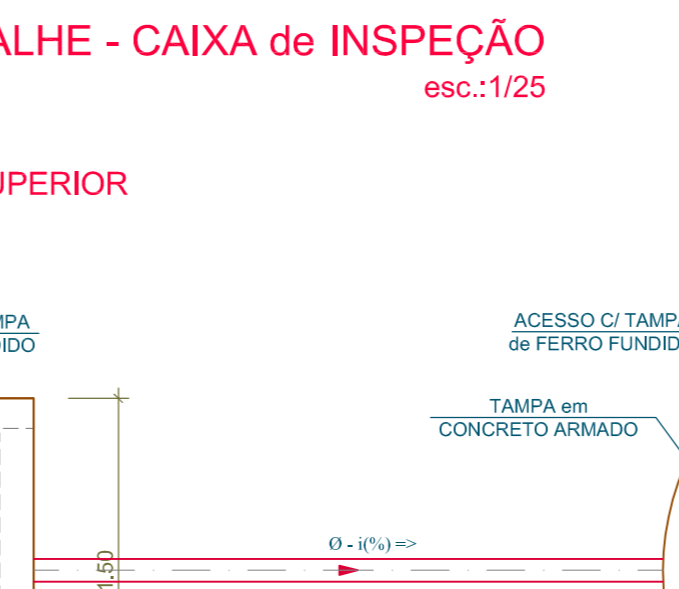 ALHE - CAIXA de INSPEÇÃO
esc.:1/25
UPERIOR
MPA
DIDO
ACESSO C/ TAMPA
de FERRO FUNDID
TAMPA em
CONCRETO ARMADO
Ø - i(%) =>
1.50